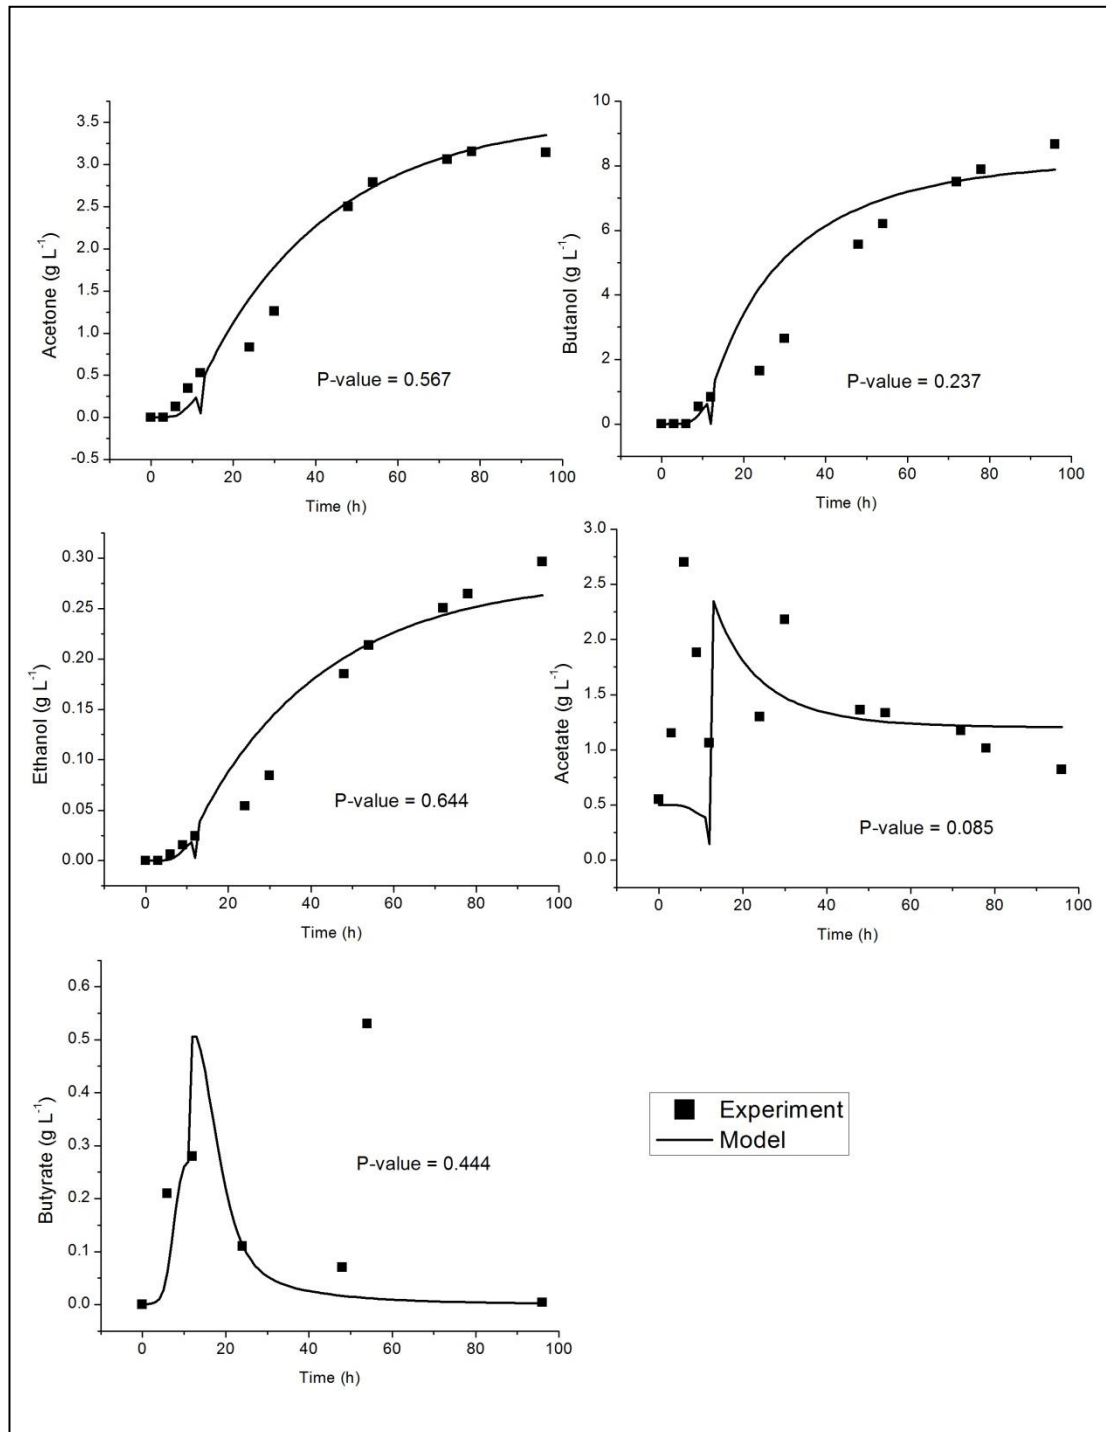 Acetone (g L-1)
3.5
3.0
2.5
2.0
1.5
1.0
0.5
0.0
-0.5
P-value = 0.567
0 20 40 60 80 100
Time (h)
Butanol (g L-1)
10
8
6
4
2
0
P-value = 0.237
0 20 40 60 80 100
Time (h)
Ethanol (g L-1)
0.30
0.25
0.20
0.15
0.10
0.05
0.00
P-value = 0.644
0 20 40 60 80 100
Time (h)
Acetate (g L-1)
3.0
2.5
2.0
1.5
1.0
0.5
0.0
P-value = 0.085
0 20 40 60 80 100
Time (h)
Butyrate (g L-1)
0.6
0.5
0.4
0.3
0.2
0.1
0.0
P-value = 0.444
0 20 40 60 80 100
Time (h)
Experiment
Model